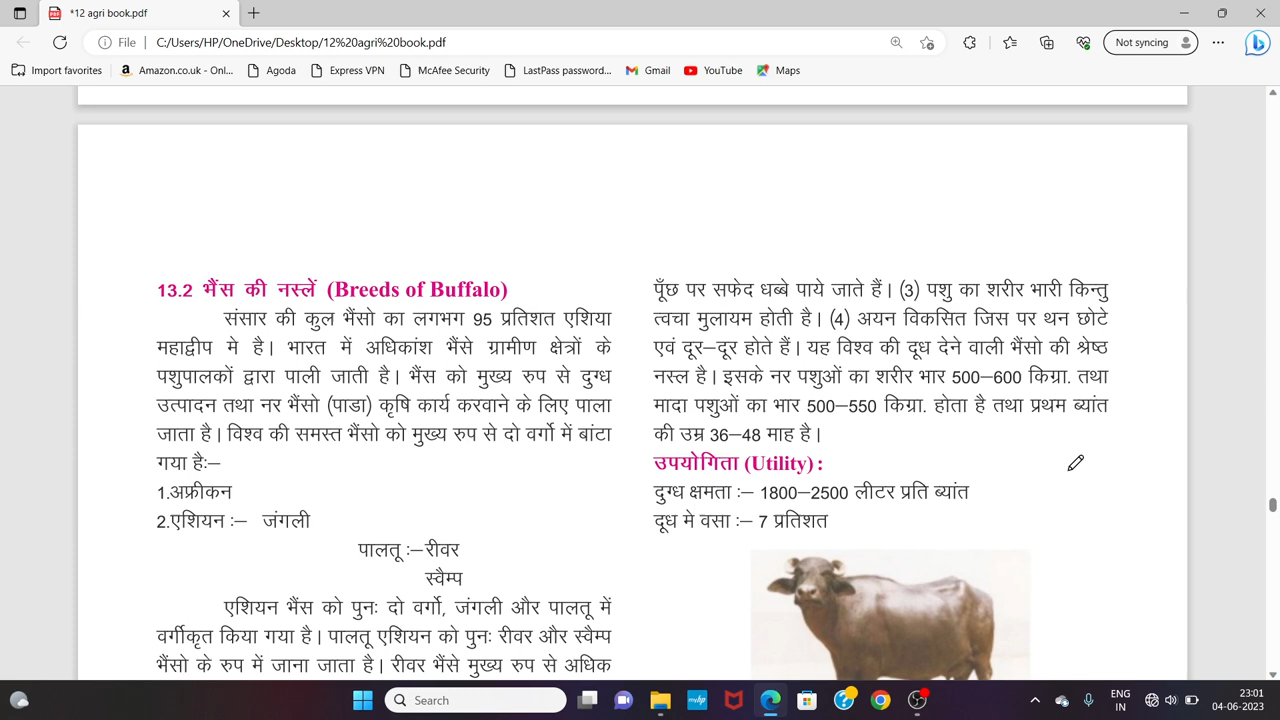 *12 agri book.pdf
File
C:/Users/HP/OneDrive/Desktop/12%20agri%20book.pdf
Not syncing
Import favorites
Amazon.co.uk - Onl...
Agoda
Express VPN
McAfee Security
LastPass password...
Gmail
YouTube
Maps
13.2 भैंस की नस्लें (Breeds of Buffalo)
संसार की कुल भैंसो का लगभग 95 प्रतिशत एशिया
महाद्वीप मे है। भारत में अधिकांश भैंसे ग्रामीण क्षेत्रों के
पशुपालकों द्वारा पाली जाती है। भैंस को मुख्य रुप से दुग्ध
उत्पादन तथा नर भैंसो (पाडा) कृषि कार्य करवाने के लिए पाला
जाता है। विश्व की समस्त भैंसो को मुख्य रुप से दो वर्गो में बांटा
गया हैः–
1.अफ्रीकन
2.एशियन :– जंगली
पालतू :–रीवर
स्वैम्प
एशियन भैंस को पुनः दो वर्गो, जंगली और पालतू में
वर्गीकृत किया गया है। पालतू एशियन को पुनः रीवर और स्वैम्प
भैंसो के रुप में जाना जाता है। रीवर भैंसे मुख्य रुप से अधिक
पूँछ पर सफेद धब्बे पाये जाते हैं। (3) पशु का शरीर भारी किन्तु
त्वचा मुलायम होती है। (4) अयन विकसित जिस पर थन छोटे
एवं दूर–दूर होते हैं। यह विश्व की दूध देने वाली भैंसो की श्रेष्ठ
नस्ल है। इसके नर पशुओं का शरीर भार 500–600 किग्रा. तथा
मादा पशुओं का भार 500–550 किग्रा. होता है तथा प्रथम ब्यांत
की उम्र 36–48 माह है।
उपयोगिता (Utility) :
दुग्ध क्षमता :– 1800–2500 लीटर प्रति ब्यांत
दूध मे वसा :– 7 प्रतिशत
Search
ENG
IN
23:01
04-06-2023